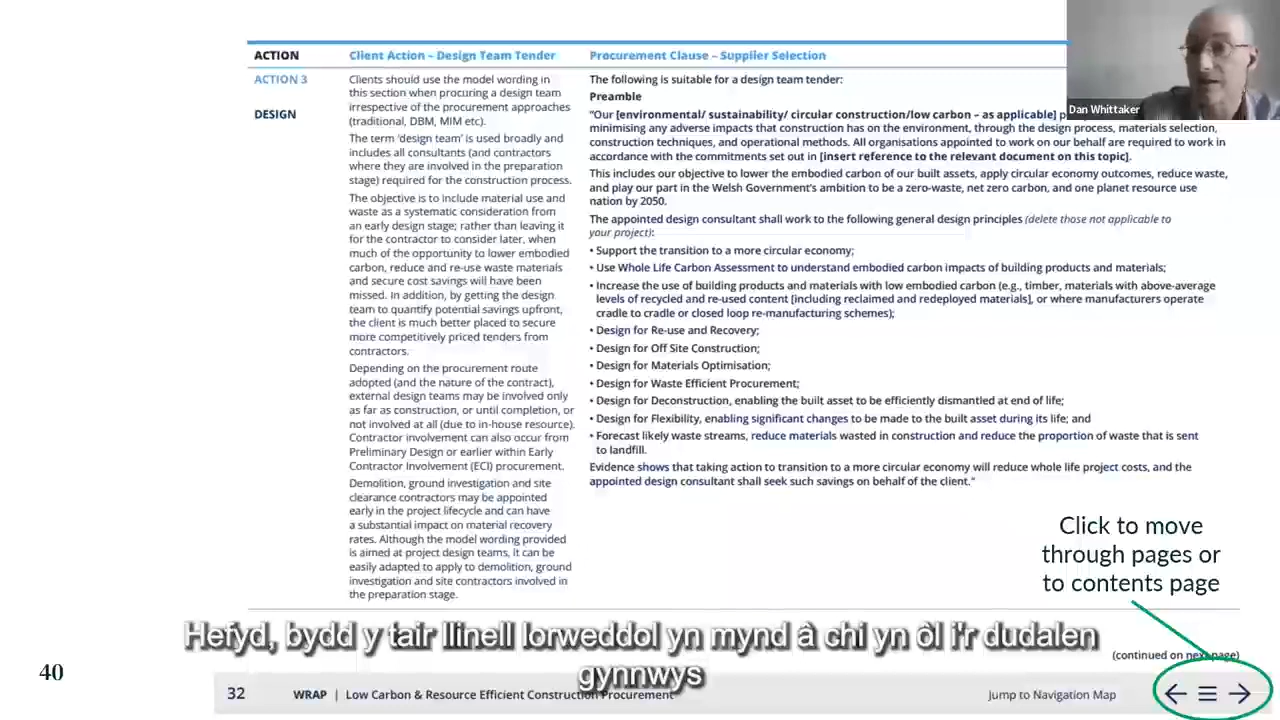 ACTION
Client Action – Design Team Tender
Procurement Clause – Supplier Selection
ACTION 3
DESIGN
Clients should use the model wording in
this section when procuring a design team
irrespective of the procurement approaches
(traditional, DBM, MIM etc).
The term 'design team' is used broadly and
includes all consultants (and contractors
where they are involved in the preparation
stage) required for the construction process.
The objective is to include material use and
waste as a systematic consideration from
an early design stage; rather than leaving it
for the contractor to consider later, when
much of the opportunity to lower embodied
carbon, reduce and re-use waste materials
and secure cost savings will have been
missed. In addition, by getting the design
team to quantify potential savings upfront,
the client is much better placed to secure
more competitively priced tenders from
contractors.
Depending on the procurement route
adopted (and the nature of the contract),
external design teams may be involved only
as far as construction, or until completion, or
not involved at all (due to in-house resource).
Contractor involvement can also occur from
Preliminary Design or earlier within Early
Contractor Involvement (ECI) procurement.
Demolition, ground investigation and site
clearance contractors may be appointed
early in the project lifecycle and can have
a substantial impact on material recovery
rates. Although the model wording provided
is aimed at project design teams, it can be
easily adapted to apply to demolition, ground
investigation and site contractors involved in
the preparation stage.
The following is suitable for a design team tender:
Preamble
"Our [environmental/ sustainability/ circular construction/low carbon – as applicable]
minimising any adverse impacts that construction has on the environment, through the design process, materials selection,
construction techniques, and operational methods. All organisations appointed to work on our behalf are required to work in
accordance with the commitments set out in [insert reference to the relevant document on this topic].
This includes our objective to lower the embodied carbon of our built assets, apply circular economy outcomes, reduce waste,
and play our part in the Welsh Government's ambition to be a zero-waste, net zero carbon, and one planet resource use
nation by 2050.
The appointed design consultant shall work to the following general design principles (delete those not applicable to
your project):
• Support the transition to a more circular economy;
• Use Whole Life Carbon Assessment to understand embodied carbon impacts of building products and materials;
• Increase the use of building products and materials with low embodied carbon (e.g., timber, materials with above-average
levels of recycled and re-used content [including reclaimed and redeployed materials], or where manufacturers operate
cradle to cradle or closed loop re-manufacturing schemes);
• Design for Re-use and Recovery;
• Design for Off Site Construction;
• Design for Materials Optimisation;
• Design for Waste Efficient Procurement;
• Design for Deconstruction, enabling the built asset to be efficiently dismantled at end of life;
• Design for Flexibility, enabling significant changes to be made to the built asset during its life; and
• Forecast likely waste streams, reduce materials wasted in construction and reduce the proportion of waste that is sent
to landfill.
Evidence shows that taking action to transition to a more circular economy will reduce whole life project costs, and the
appointed design consultant shall seek such savings on behalf of the client."
Dan Whittaker
Click to move
through pages or
to contents page
Hefyd, bydd y tair llinell lorweddol yn mynd â chi yn ôl i'r dudalen
gynnwys
(continued on next page)
40
32
WRAP | Low Carbon & Resource Efficient Construction Procurement
Jump to Navigation Map